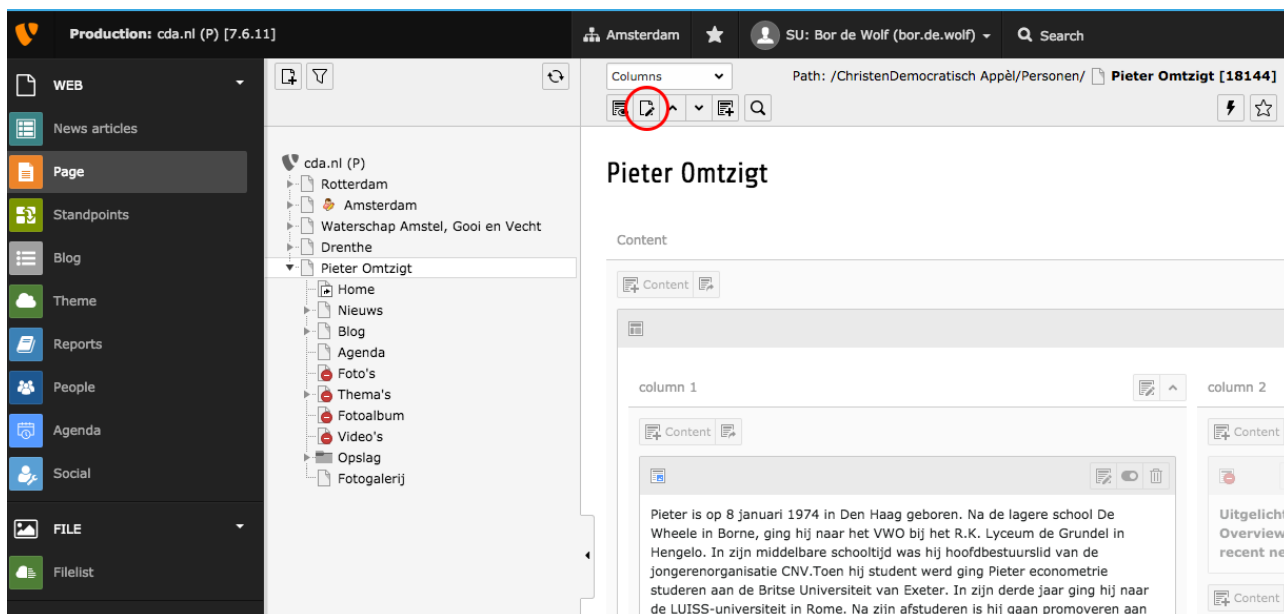 Production: cda.nl (P) [7.6.11]
Amsterdam
SU: Bor de Wolf (bor.de.wolf)
Search
WEB
News articles
Page
Standpoints
Blog
Theme
Reports
People
Agenda
Social
FILE
Filelist
cda.nl (P)
Rotterdam
Amsterdam
Waterschap Amstel, Gooi en Vecht
Drenthe
Pieter Omtzigt
Home
Nieuws
Blog
Agenda
Foto's
Thema's
Fotoalbum
Video's
Opslag
Fotogalerij
Columns
Path: /ChristenDemocratisch Appèl/Personen/ Pieter Omtzigt [18144]
Pieter Omtzigt
Content
Content
column 1
Content
Pieter is op 8 januari 1974 in Den Haag geboren. Na de lagere school De
Wheele in Borne, ging hij naar het VWO bij het R.K. Lyceum de Grundel in
Hengelo. In zijn middelbare schooltijd was hij hoofdbestuurslid van de
jongerenorganisatie CNV.Toen hij student werd ging Pieter econometrie
studeren aan de Britse Universiteit van Exeter. In zijn derde jaar ging hij naar
de LUISS-universiteit in Rome. Na zijn afstuderen is hij gaan promoveren aan
column 2
Content
Uitgelicht
Overview
recent ne
Content